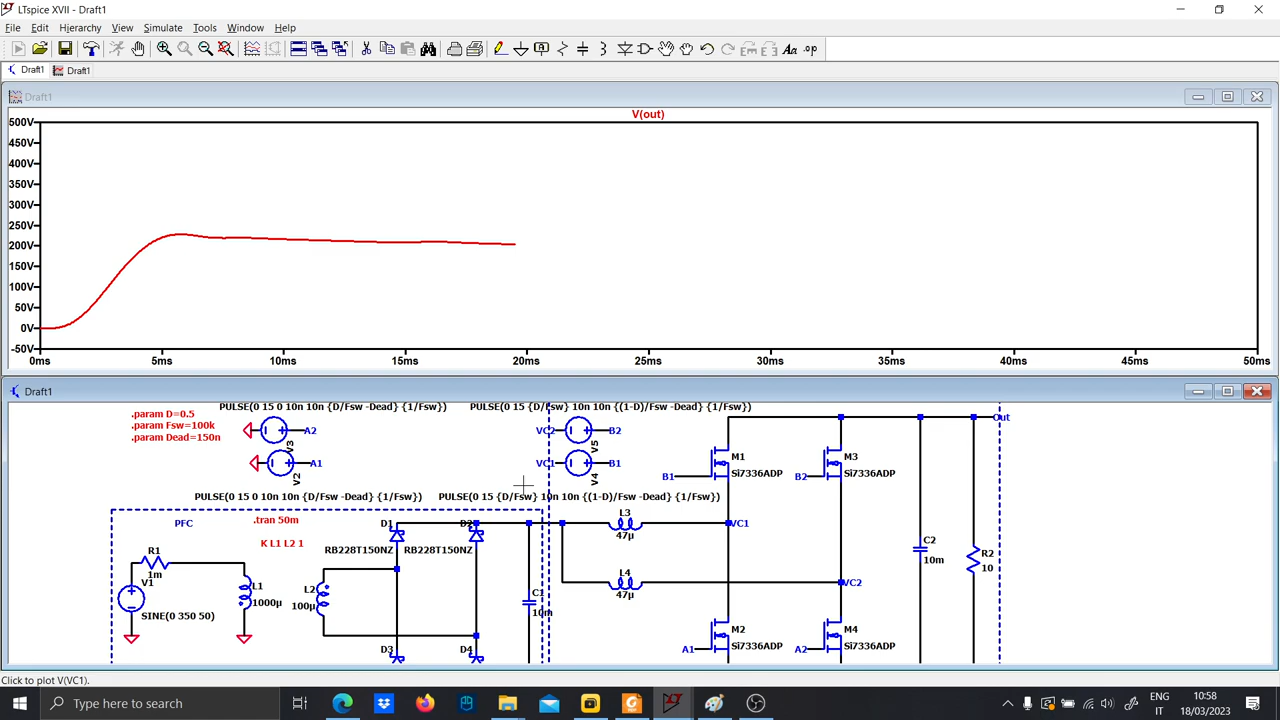 LTspice XVII - Draft1
File Edit Hierarchy View Simulate Tools Window Help
Draft1 Draft1
Draft1
V(out)
500V
450V
400V
350V
300V
250V
200V
150V
100V
50V
0V
-50V
0ms 5ms 10ms 15ms 20ms 25ms 30ms 35ms 40ms 45ms 50ms
Draft1
.param D=0.5
.param Fsw=100k
.param Dead=150n
PULSE(0 15 0 10n 10n {D/Fsw -Dead} {1/Fsw})
PULSE(0 15 {D/Fsw} 10n 10n {(1-D)/Fsw -Dead} {1/Fsw})
A2
V3
A1
V2
VC2
B2
V5
VC1
B1
V4
PULSE(0 15 0 10n 10n {D/Fsw -Dead} {1/Fsw})
PULSE(0 15 {D/Fsw} 10n 10n {(1-D)/Fsw -Dead} {1/Fsw})
PFC
.tran 50m
K L1 L2 1
R1
1m
V1
SINE(0 350 50)
L1
1000µ
L2
100µ
D1
RB228T150NZ
D2
RB228T150NZ
D3
D4
C1
10m
L3
47µ
L4
47µ
VC1
VC2
M1
Si7336ADP
B1
M3
Si7336ADP
B2
M2
Si7336ADP
A1
M4
Si7336ADP
A2
Out
C2
10m
R2
10
Click to plot V(VC1).
Type here to search
ENG
IT
10:58
18/03/2023